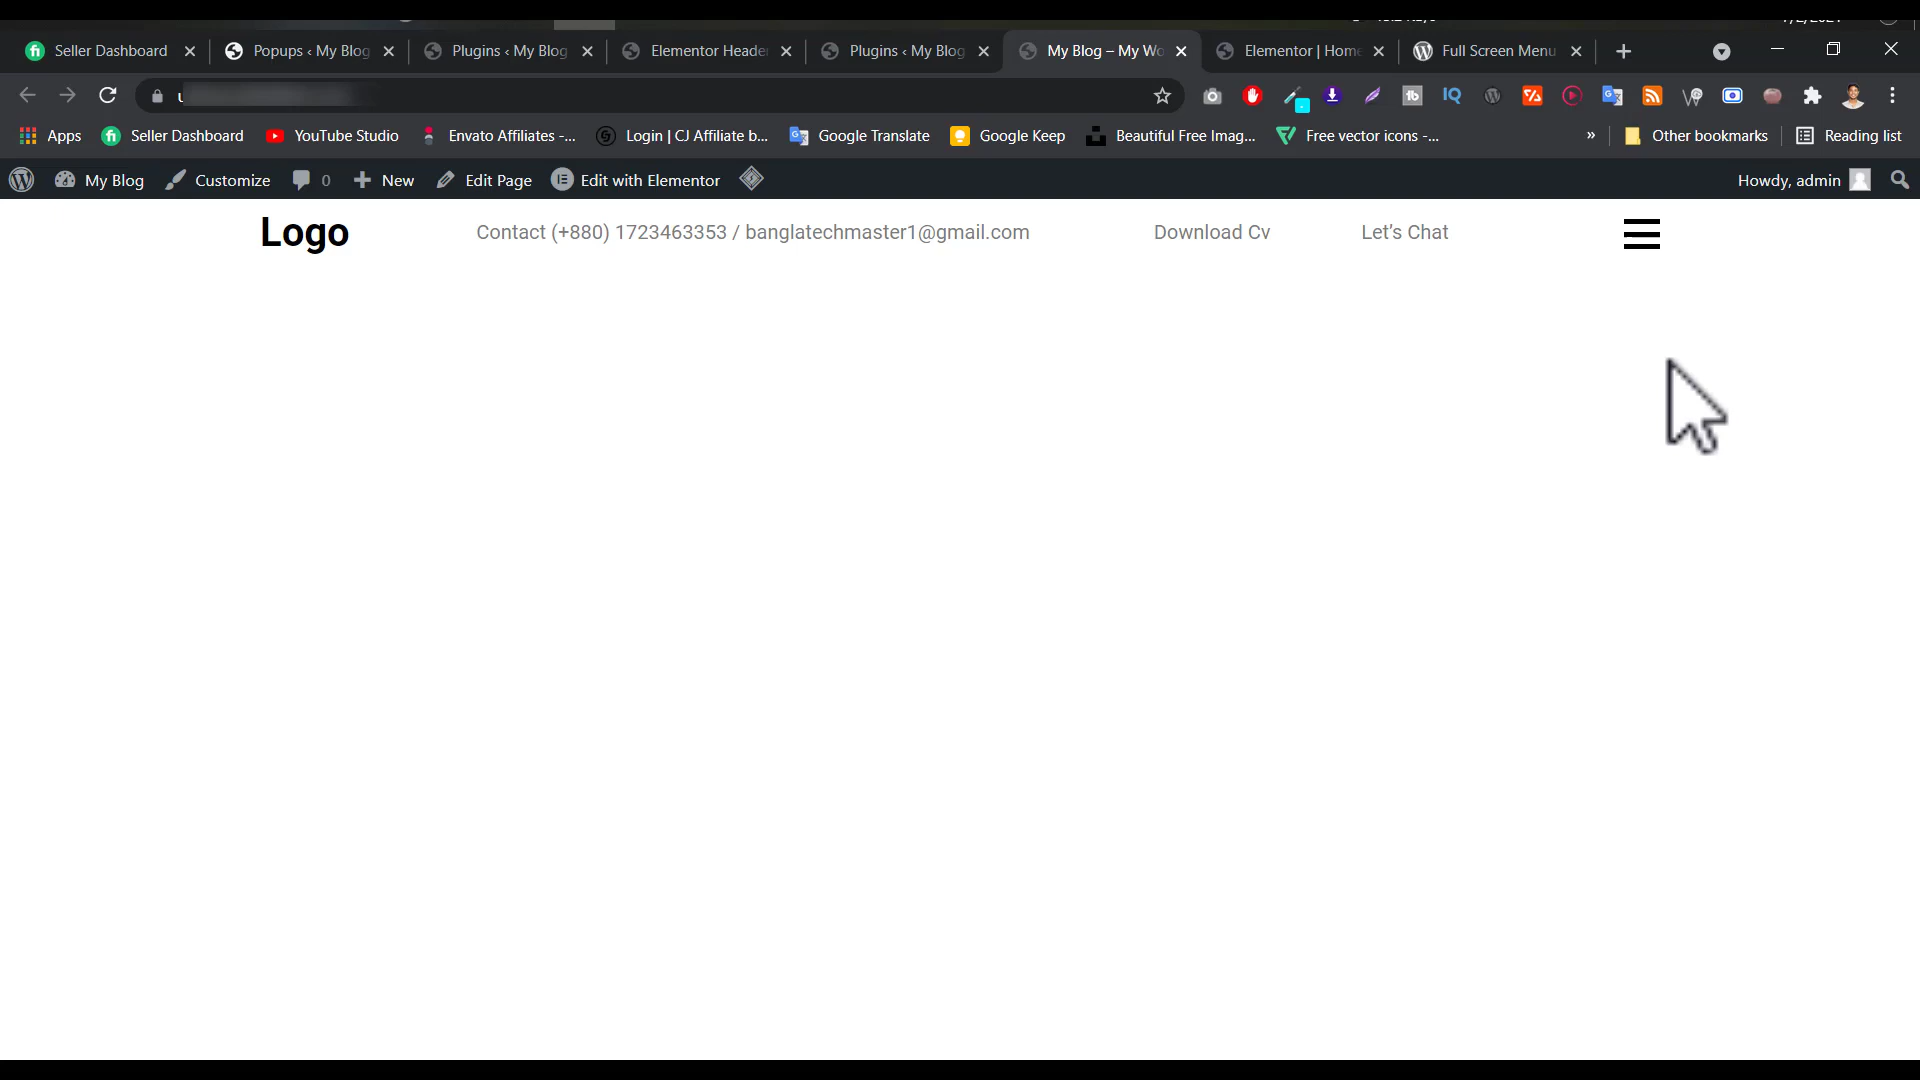 Seller Dashboard
Popups ‹ My Blog
Plugins ‹ My Blog
Elementor Heade
Plugins ‹ My Blog
My Blog – My Wo
Elementor | Home
Full Screen Menu
Apps
Seller Dashboard
YouTube Studio
Envato Affiliates -...
Login | CJ Affiliate b...
Google Translate
Google Keep
Beautiful Free Imag...
Free vector icons -...
»
Other bookmarks
Reading list
My Blog
Customize
0
New
Edit Page
Edit with Elementor
Howdy, admin
Logo
Contact (+880) 1723463353 / banglatechmaster1@gmail.com
Download Cv
Let’s Chat